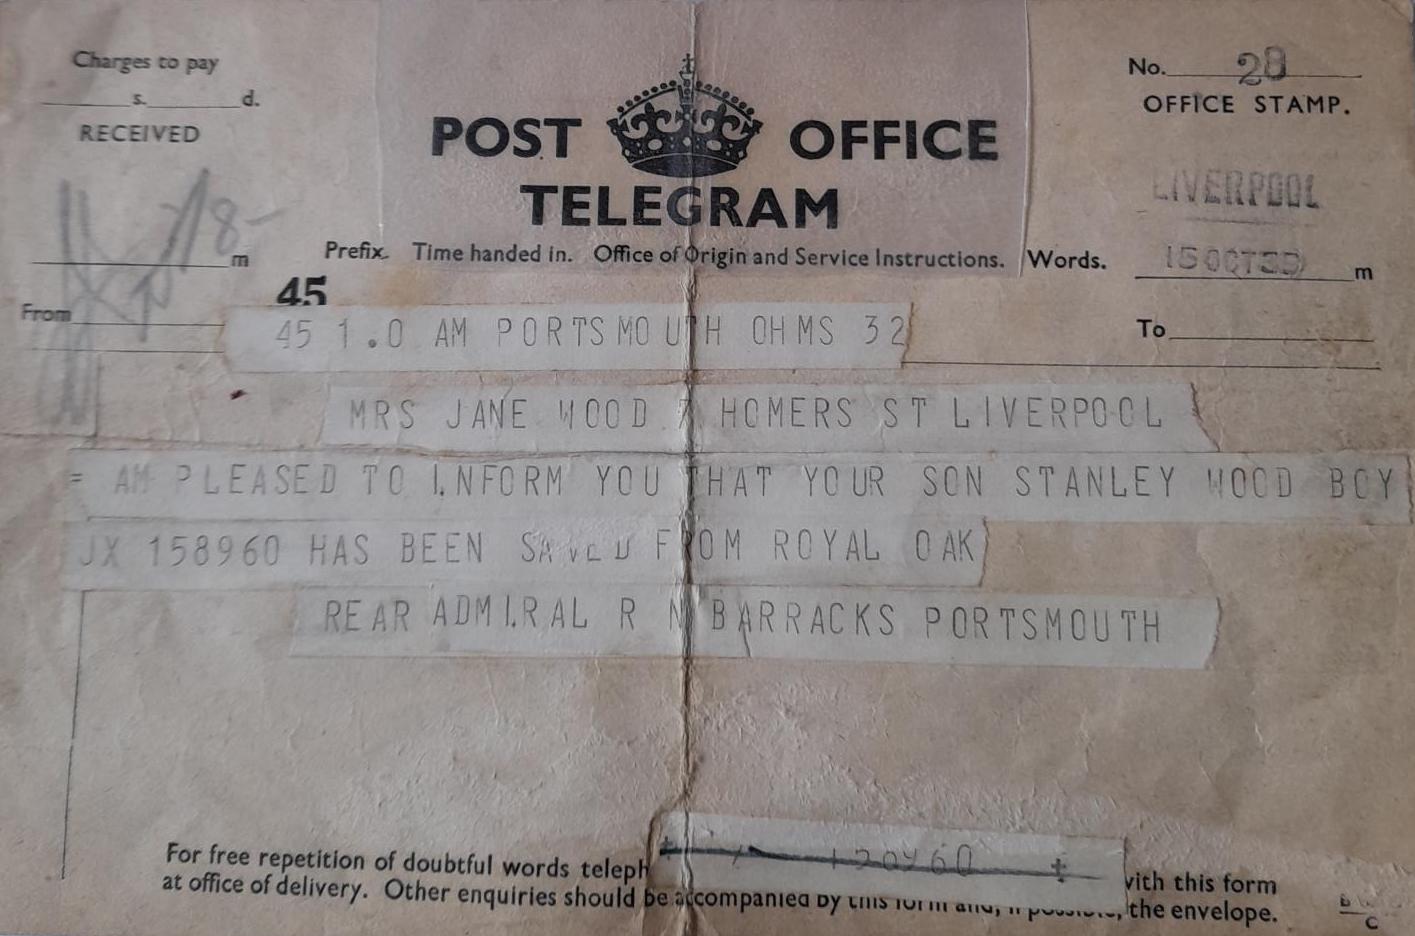 Charges to pay
s. d.
RECEIVED
POST OFFICE
TELEGRAM
No. 28
OFFICE STAMP.
LIVERPOOL
Prefix. Time handed in. Office of Origin and Service Instructions. Words.
15 OCT 39
m
m
From
To
45
45 1.0 AM PORTSMOUTH OHMS 32
MRS JANE WOOD 7 HOMERS ST LIVERPOOL
= AM PLEASED TO INFORM YOU THAT YOUR SON STANLEY WOOD BOY
JX 158960 HAS BEEN SAVED FROM ROYAL OAK
REAR ADMIRAL R N BARRACKS PORTSMOUTH
For free repetition of doubtful words teleph with this form
at office of delivery. Other enquiries should be accompanied by this form and, if possible, the envelope.